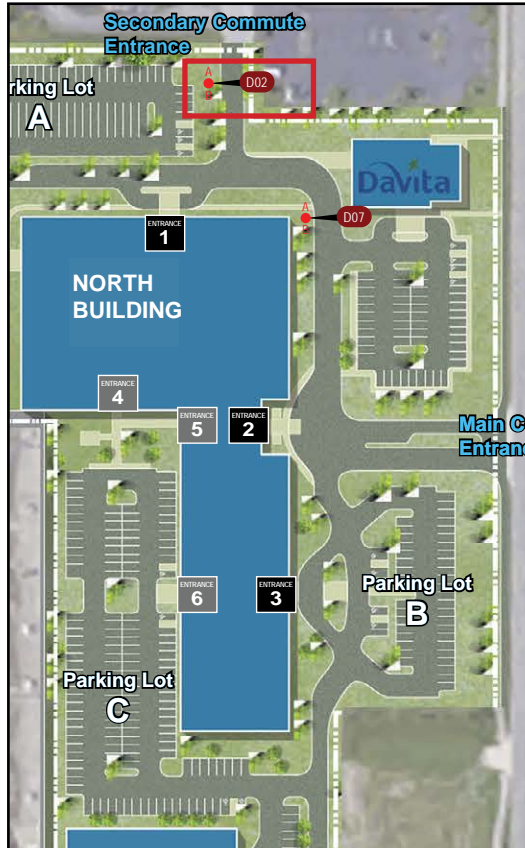 Secondary Commute
Entrance
A
D02
rking Lot
A
DaVita
A
D07
ENTRANCE
1
NORTH
BUILDING
ENTRANCE
4
ENTRANCE
5
ENTRANCE
2
Main C
Entranc
ENTRANCE
6
ENTRANCE
3
Parking Lot
B
Parking Lot
C